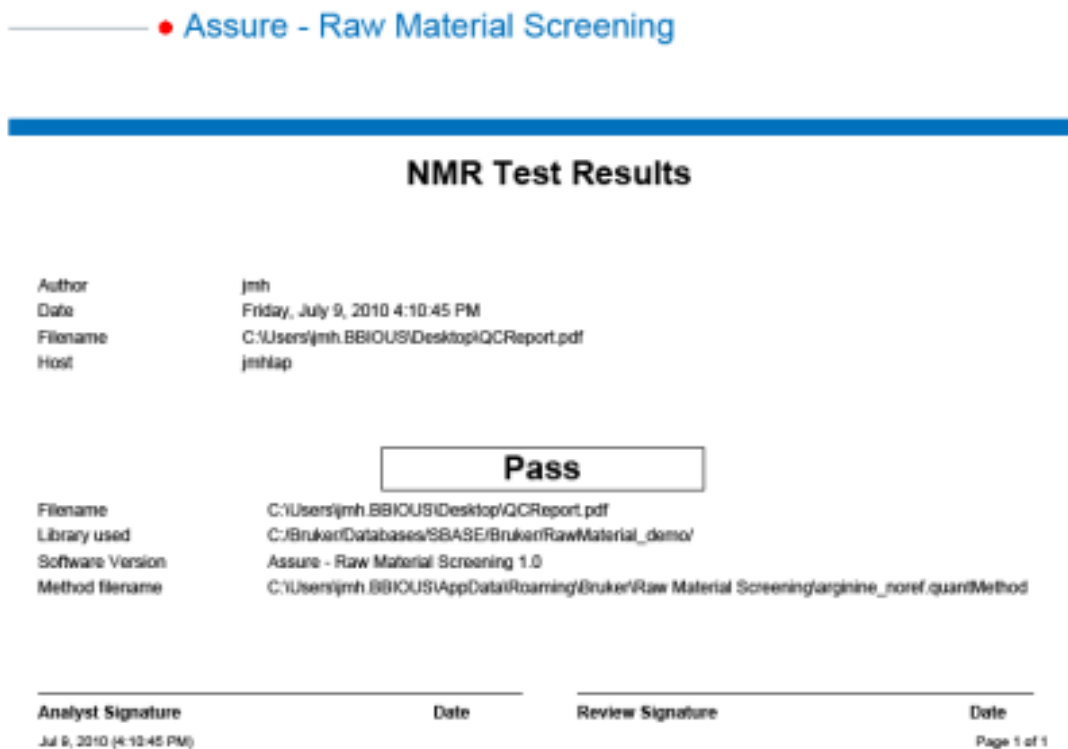 Assure - Raw Material Screening
NMR Test Results
Author jmh
Date Friday, July 9, 2010 4:10:45 PM
Filename C:\Users\jmh.BBIOUS\Desktop\QCReport.pdf
Host jmhlap
Pass
Filename C:\Users\jmh.BBIOUS\Desktop\QCReport.pdf
Library used C:/Bruker/Databases/SBASE/Bruker/RawMaterial_demo/
Software Version Assure - Raw Material Screening 1.0
Method filename C:\Users\jmh.BBIOUS\AppData\Roaming\Bruker\Raw Material Screening\arginine_noref.quantMethod
Analyst Signature Date Review Signature Date
Jul 9, 2010 (4:10:45 PM) Page 1 of 1